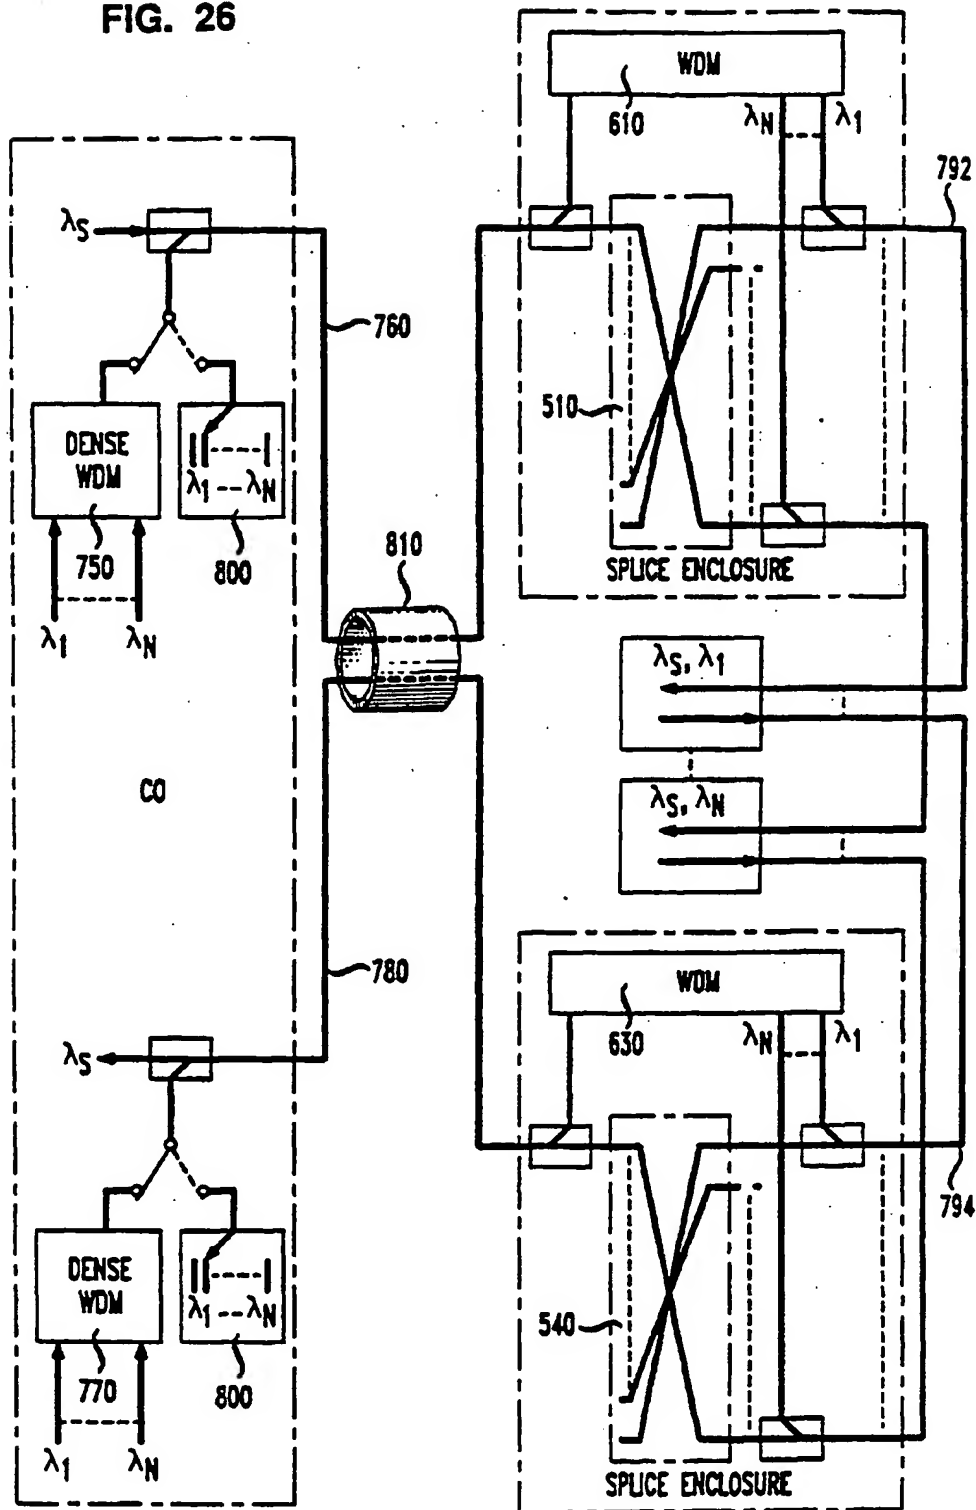 FIG. 26
WDM
610
λN
λ1
792
λS
760
510
DENSE
WDM
λ1 -- λN
750
800
λ1
λN
810
SPLICE ENCLOSURE
λS, λ1
CO
λS, λN
780
WDM
630
λN
λ1
λS
794
540
DENSE
WDM
λ1 -- λN
770
800
λ1
λN
SPLICE ENCLOSURE